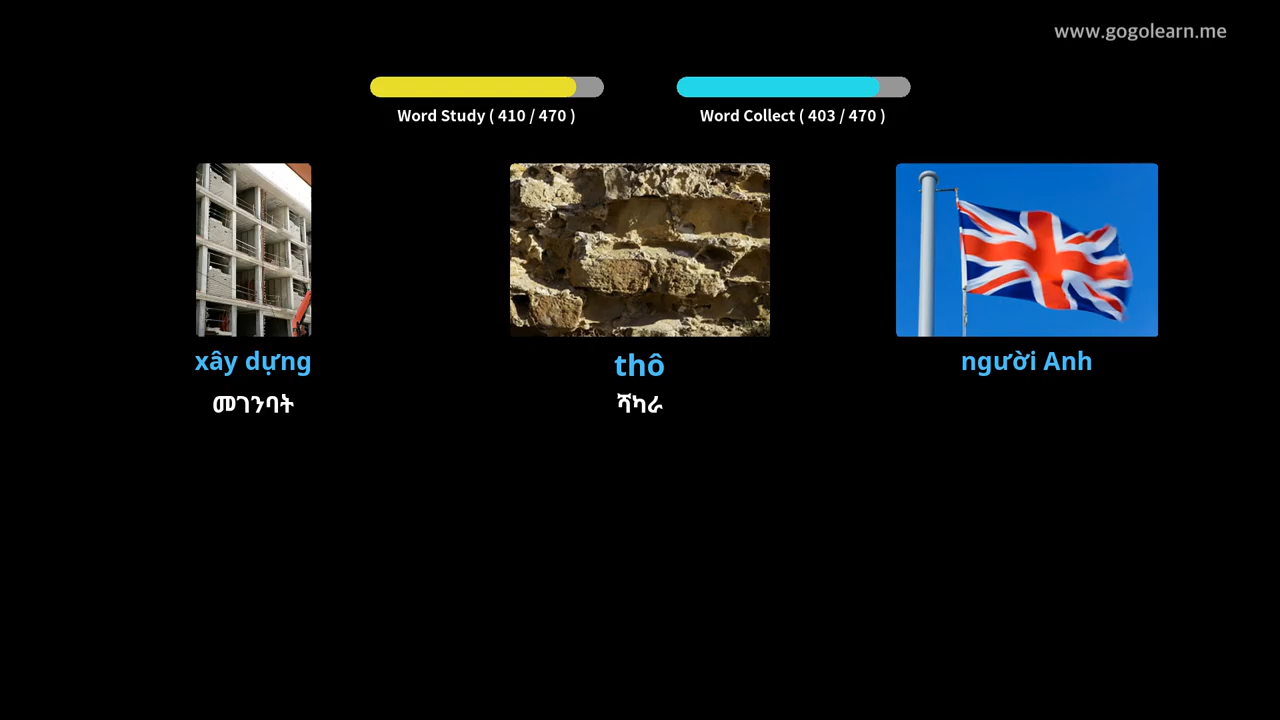 www.gogolearn.me
Word Study ( 410 / 470 )
Word Collect ( 403 / 470 )
xây dựng
መገንባት
thô
ሻካራ
người Anh